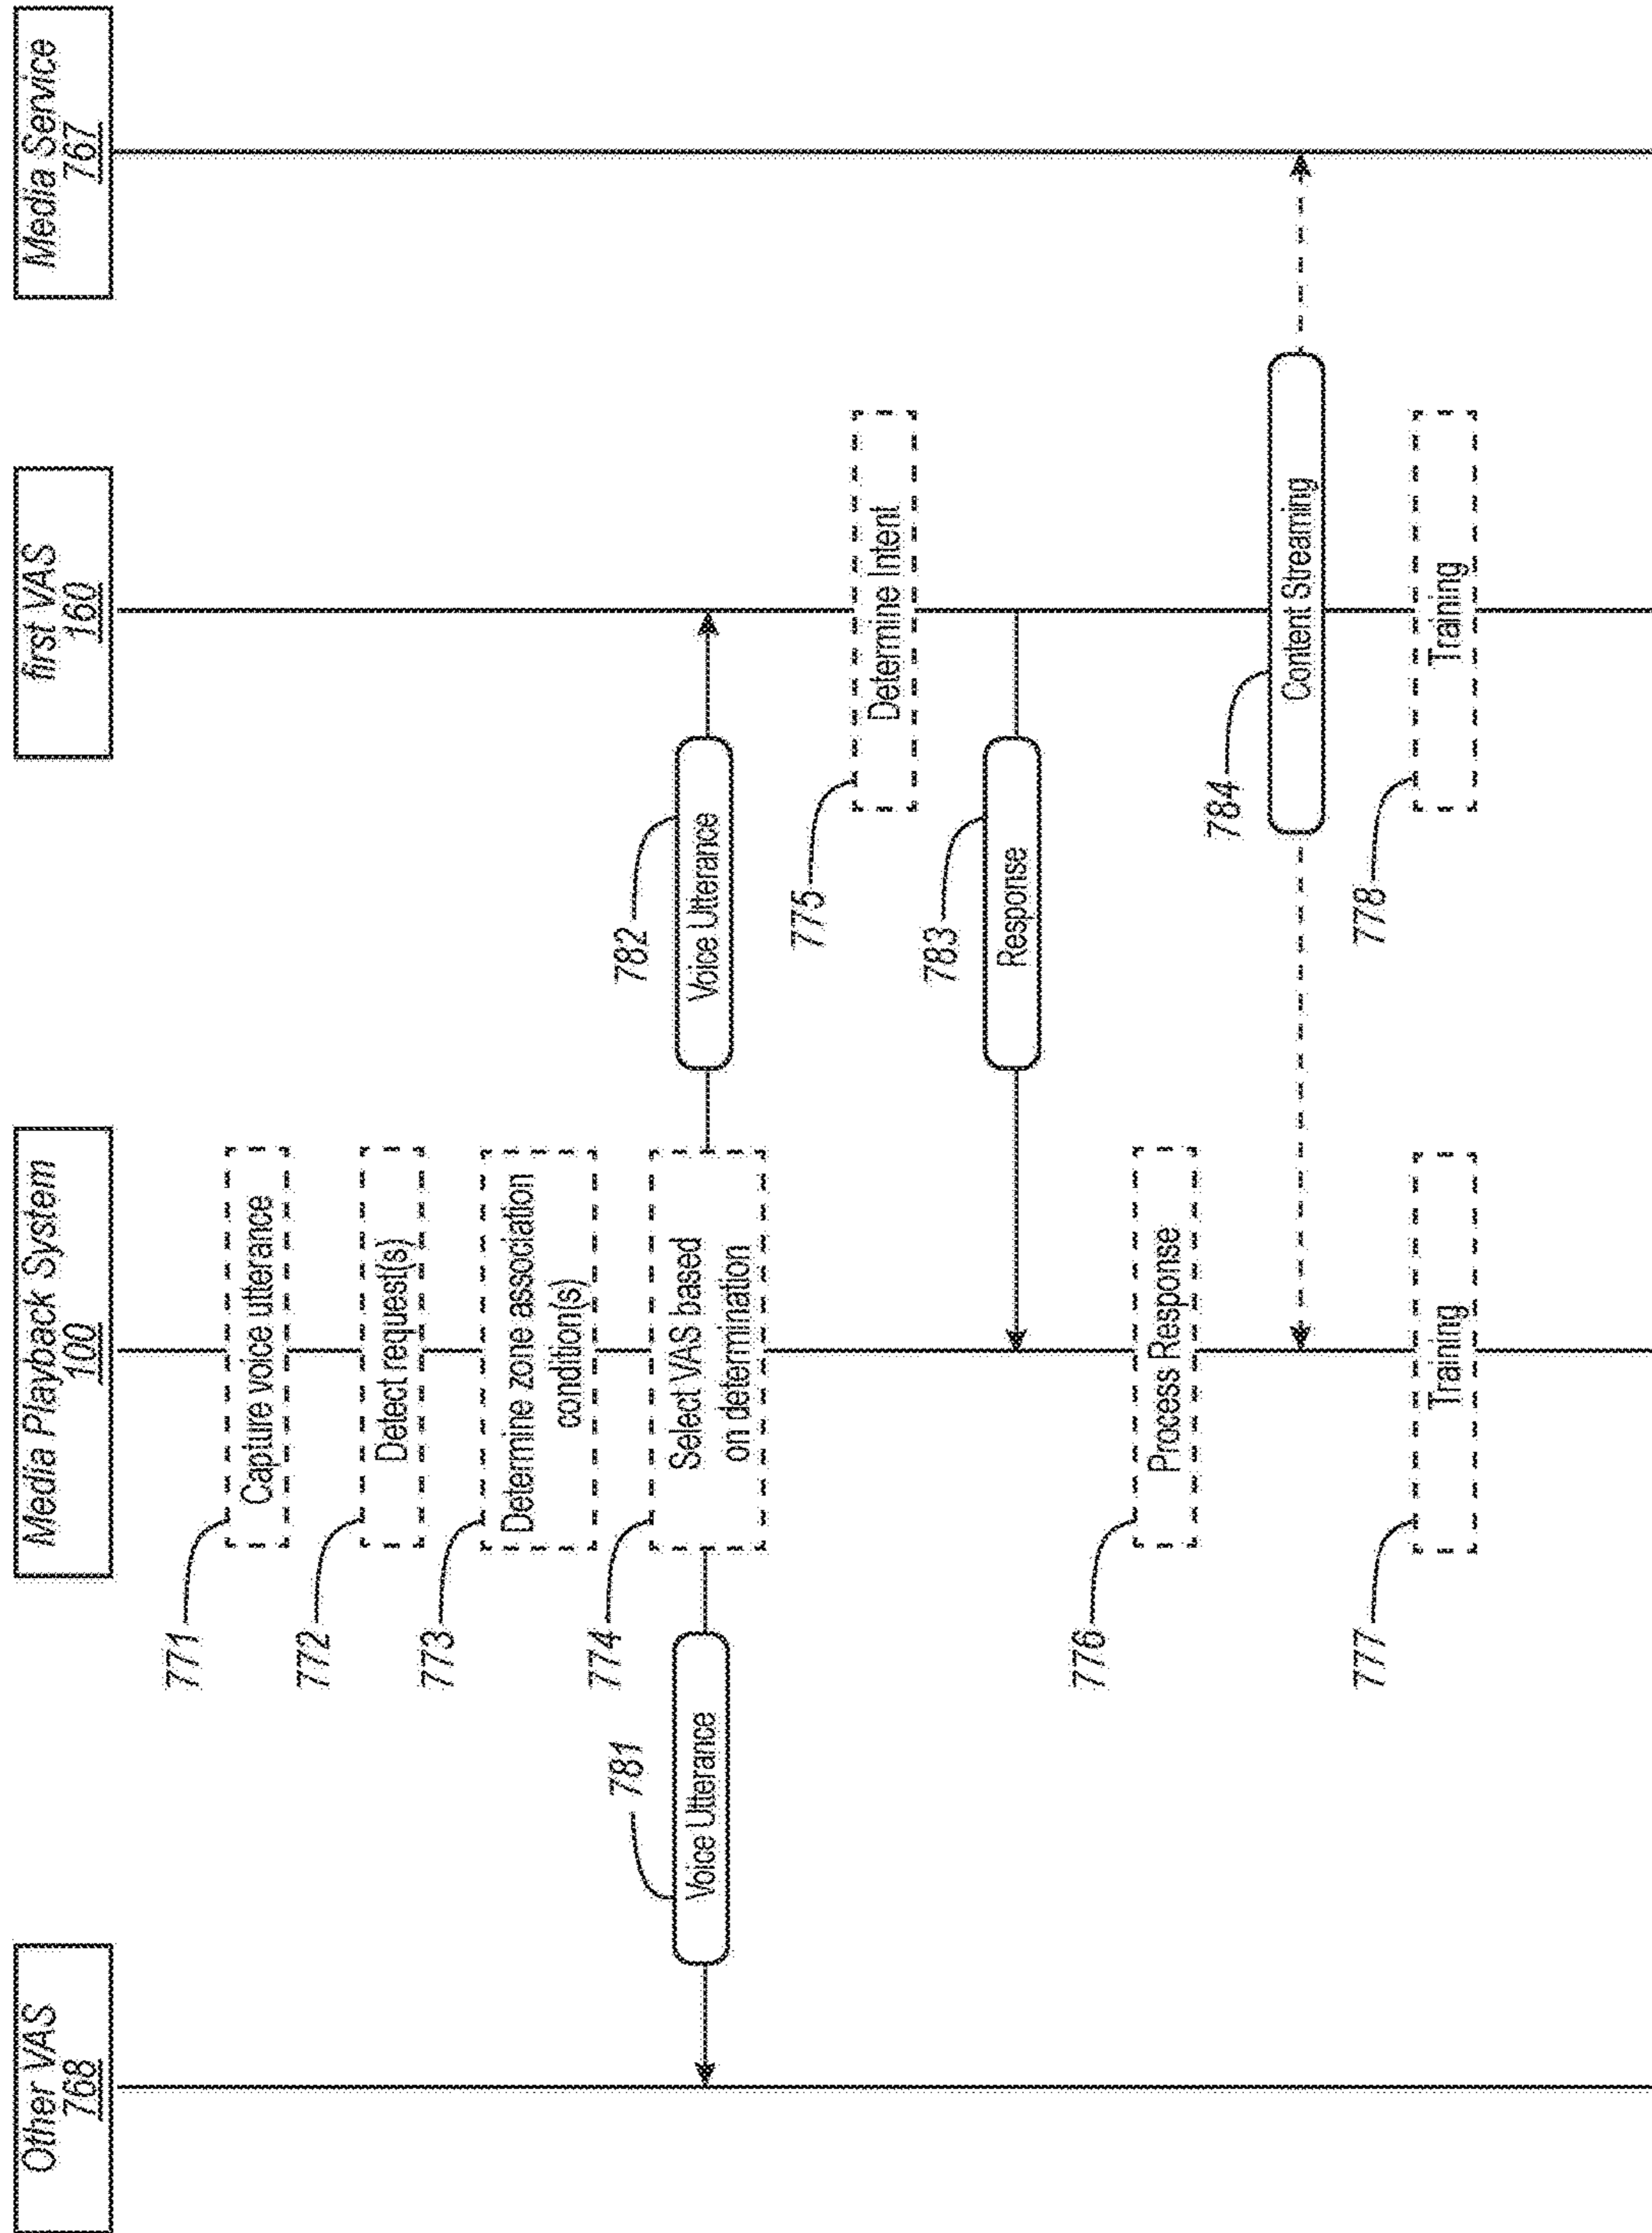 Other VAS
768
Media Playback System
100
first VAS
160
Media Service
767
771
Capture voice utterance
772
Detect request(s)
773
Determine zone association
condition(s)
774
Select VAS based
on determination
781
Voice Utterance
782
Voice Utterance
775
Determine Intent
783
Response
776
Process Response
784
Content Streaming
777
Training
778
Training